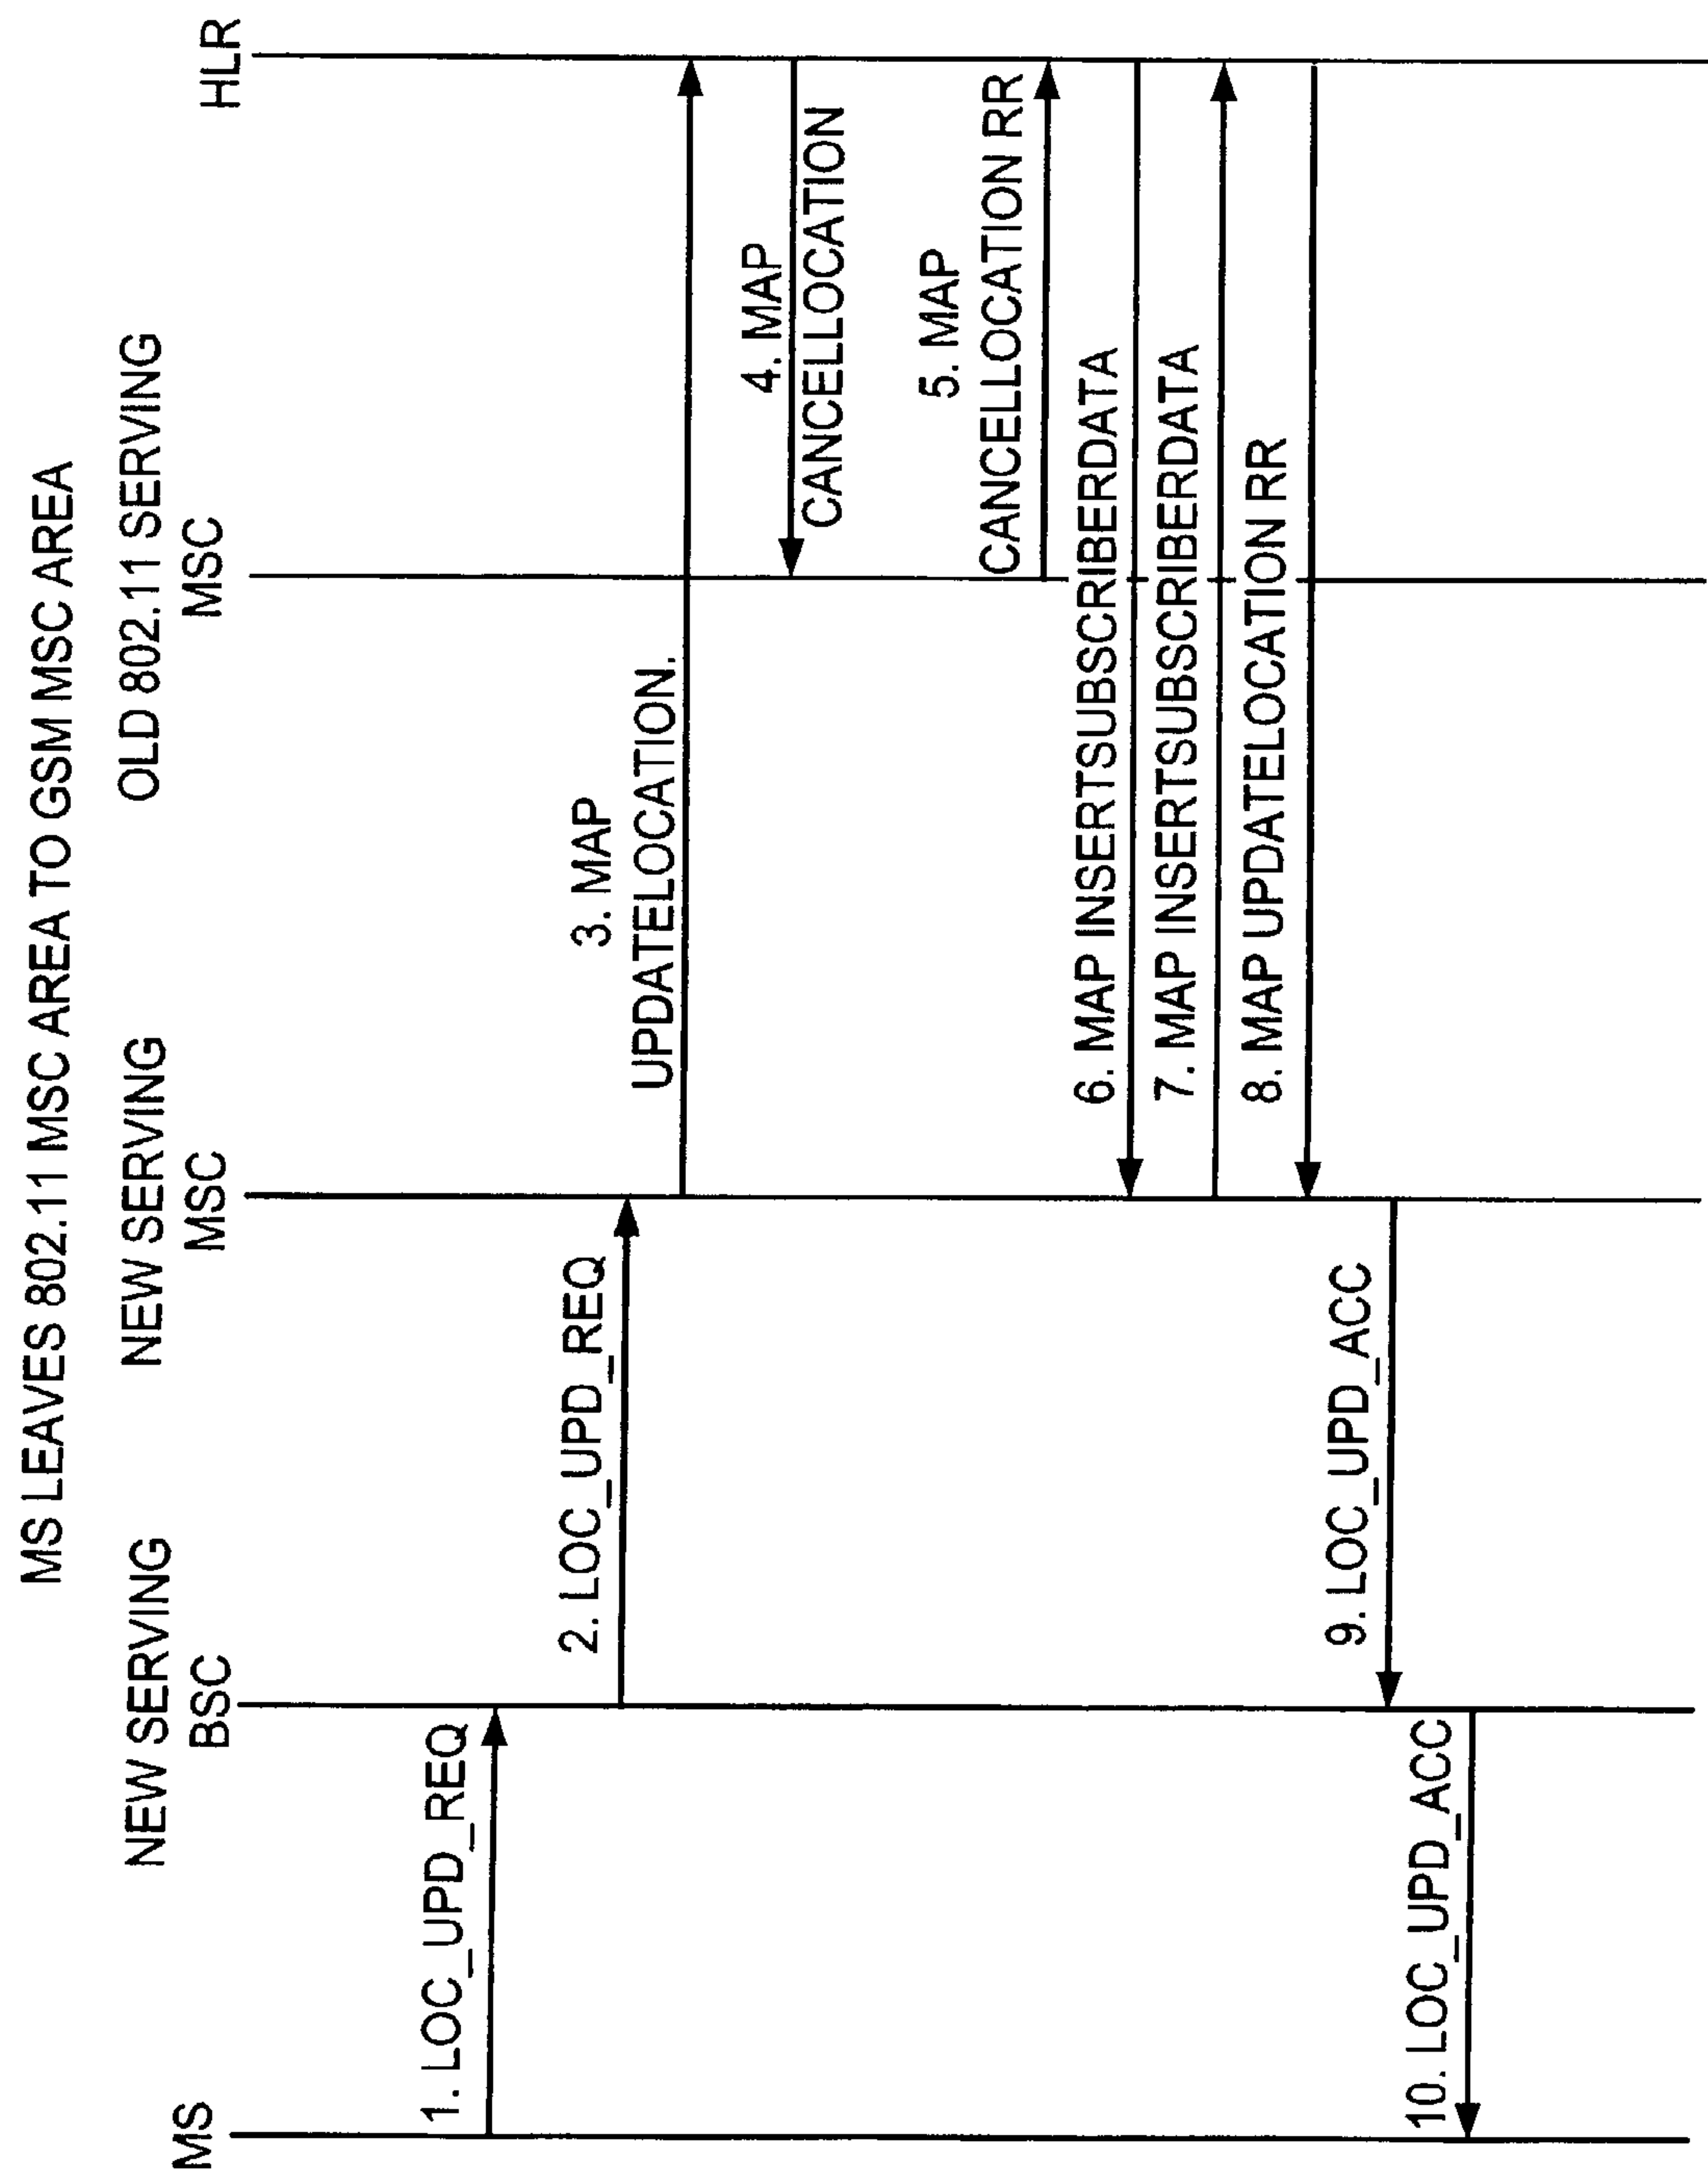 MS LEAVES 802.11 MSC AREA TO GSM MSC AREA
MS
NEW SERVING
BSC
NEW SERVING
MSC
OLD 802.11 SERVING
MSC
HLR
1. LOC_UPD_REQ
2. LOC_UPD_REQ
3. MAP
UPDATELOCATION.
4. MAP
CANCELLOCATION
5. MAP
CANCELLOCATION RR
6. MAP INSERTSUBSCRIBERDATA
7. MAP INSERTSUBSCRIBERDATA
8. MAP UPDATELOCATION RR
9. LOC_UPD_ACC
10. LOC_UPD_ACC